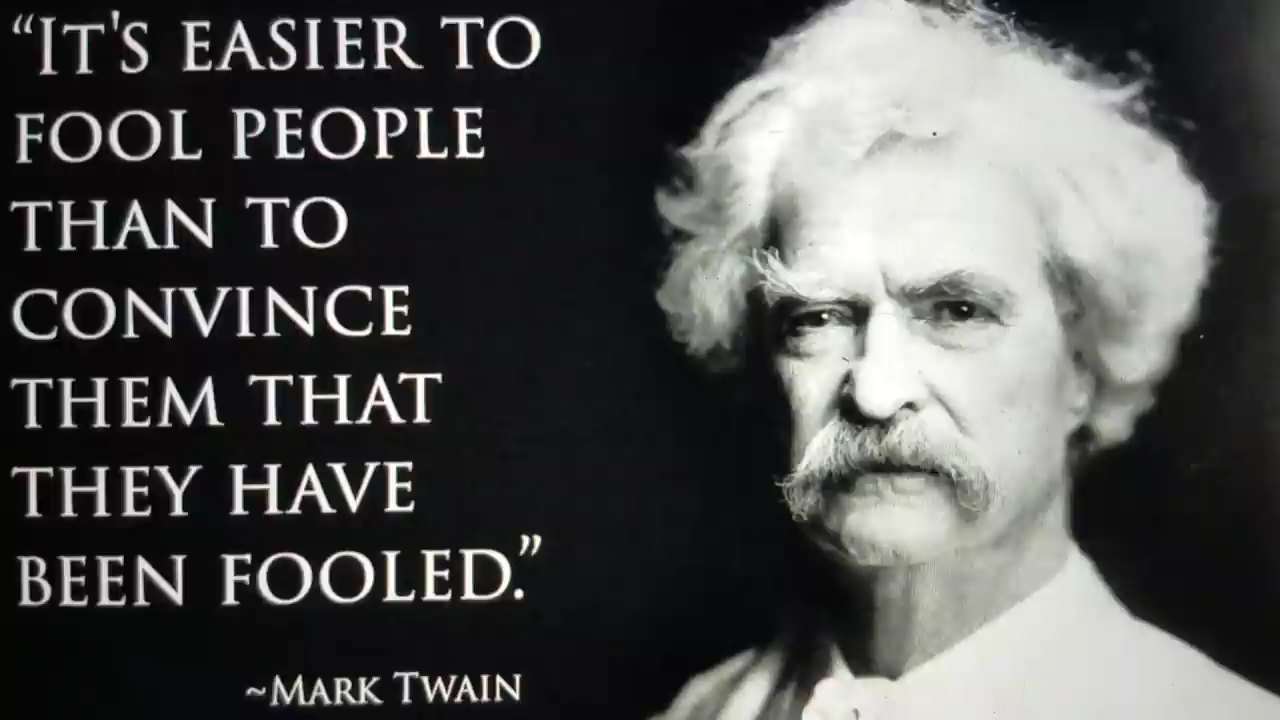 “IT'S EASIER TO
FOOL PEOPLE
THAN TO
CONVINCE
THEM THAT
THEY HAVE
BEEN FOOLED.”
~MARK TWAIN